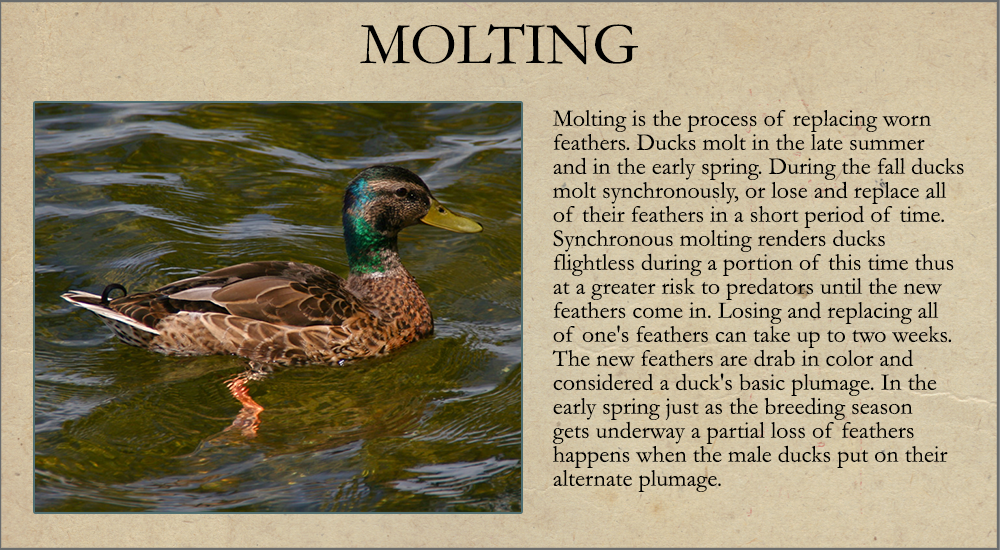 MOLTING
Molting is the process of replacing worn
feathers. Ducks molt in the late summer
and in the early spring. During the fall ducks
molt synchronously, or lose and replace all
of their feathers in a short period of time.
Synchronous molting renders ducks
flightless during a portion of this time thus
at a greater risk to predators until the new
feathers come in. Losing and replacing all
of one's feathers can take up to two weeks.
The new feathers are drab in color and
considered a duck's basic plumage. In the
early spring just as the breeding season
gets underway a partial loss of feathers
happens when the male ducks put on their
alternate plumage.